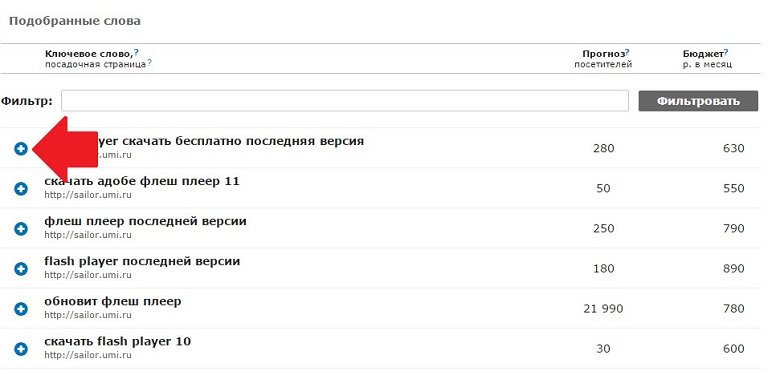 Подобранные слова
Ключевое слово,? Прогноз? Бюджет?
посадочная страница? посетителей р. в месяц
Фильтр: Фильтровать
yer скачать бесплатно последняя версия 280 630
lor.umi.ru
скачать адобе флеш плеер 11 50 550
http://sailor.umi.ru
флеш плеер последней версии 250 790
http://sailor.umi.ru
flash player последней версии 180 890
http://sailor.umi.ru
обновит флеш плеер 21 990 780
http://sailor.umi.ru
скачать flash player 10 30 600
http://sailor.umi.ru